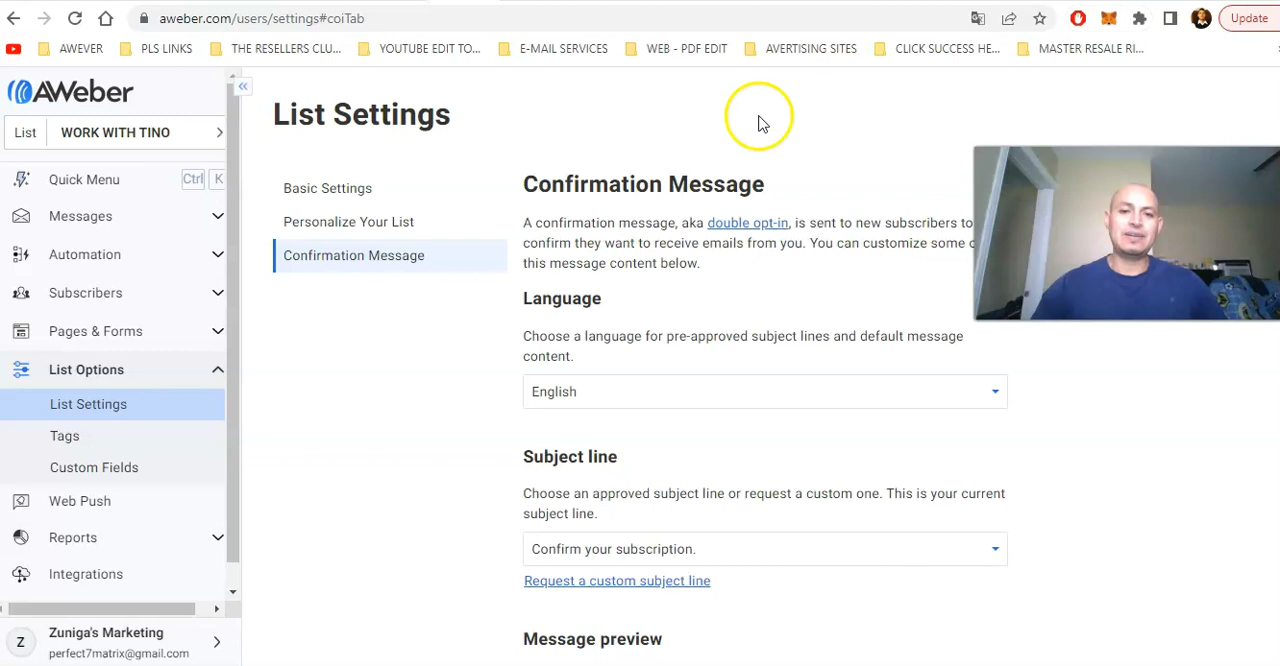 aweber.com/users/settings#coiTab
Update
AWEVER
PLS LINKS
THE RESELLERS CLU...
YOUTUBE EDIT TO...
E-MAIL SERVICES
WEB - PDF EDIT
AVERTISING SITES
CLICK SUCCESS HE...
MASTER RESALE RI...
AWeber
List
WORK WITH TINO
Quick Menu
Ctrl
K
Messages
Automation
Subscribers
Pages & Forms
List Options
List Settings
Tags
Custom Fields
Web Push
Reports
Integrations
Z
Zuniga's Marketing
perfect7matrix@gmail.com
List Settings
Basic Settings
Personalize Your List
Confirmation Message
Confirmation Message
A confirmation message, aka double opt-in, is sent to new subscribers to
confirm they want to receive emails from you. You can customize some o
this message content below.
Language
Choose a language for pre-approved subject lines and default message
content.
English
Subject line
Choose an approved subject line or request a custom one. This is your current
subject line.
Confirm your subscription.
Request a custom subject line
Message preview